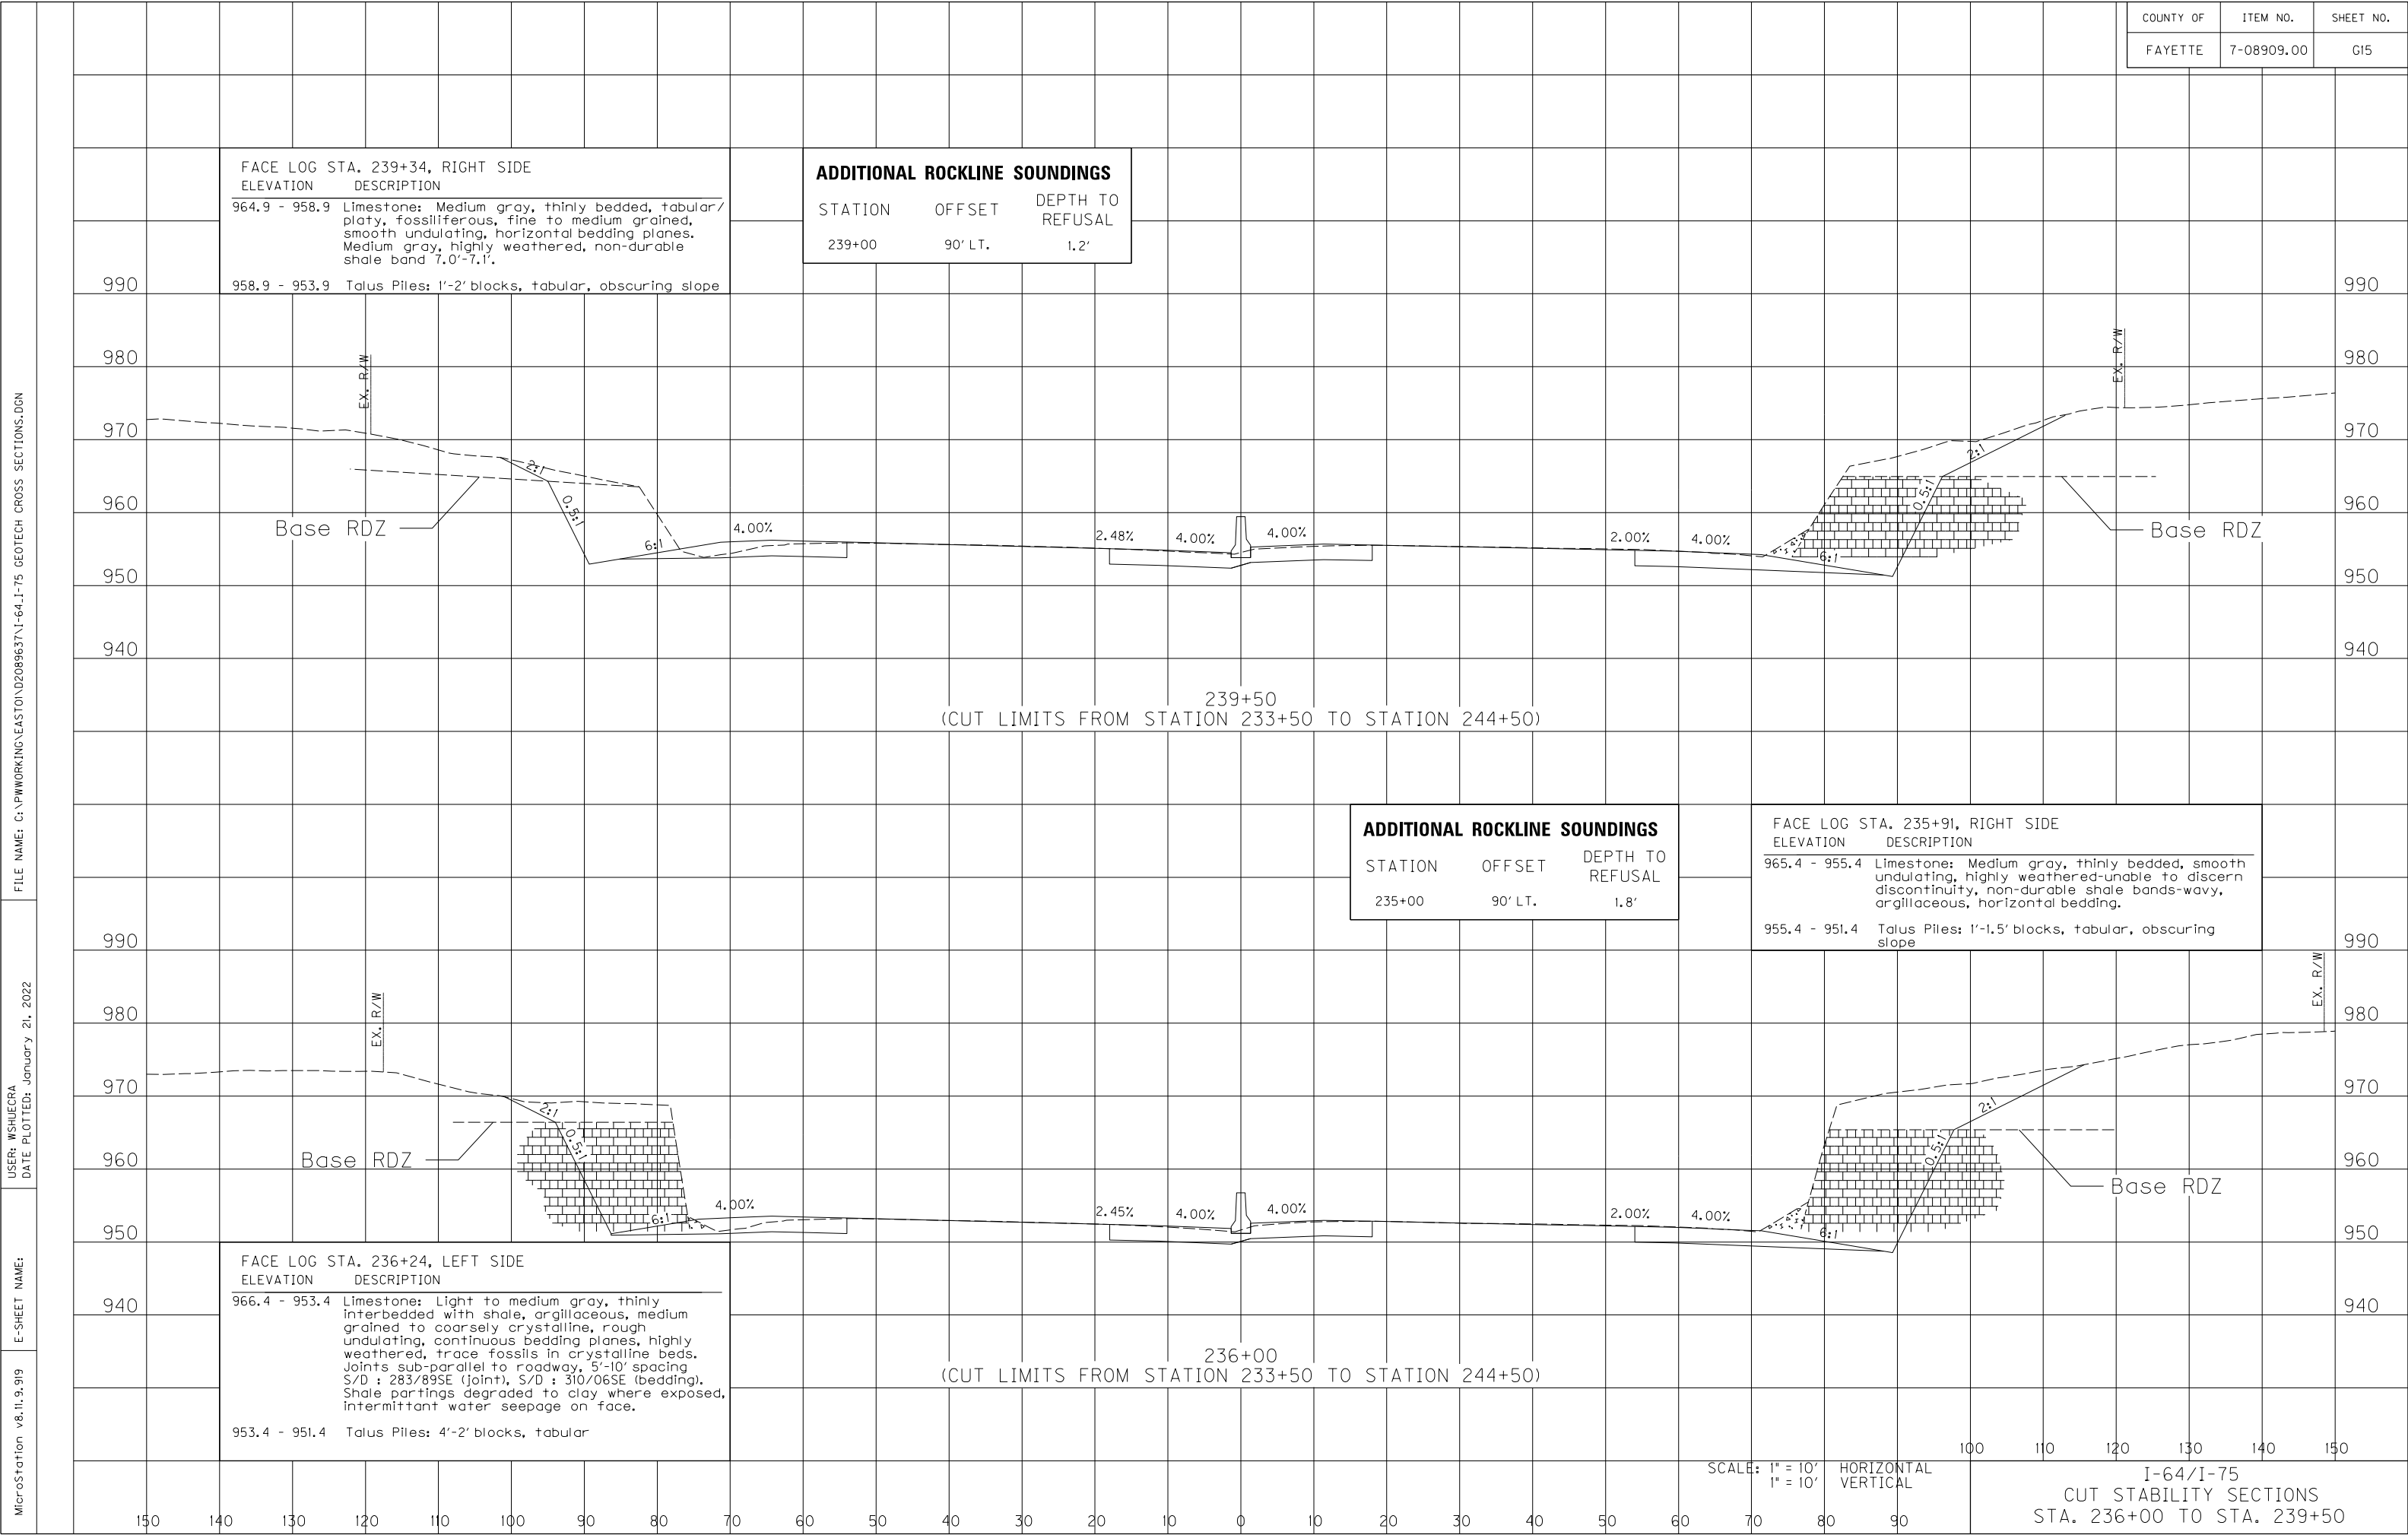 COUNTY OF ITEM NO. SHEET NO.
FAYETTE 7-08909.00 G15
FACE LOG STA. 239+34, RIGHT SIDE
ELEVATION DESCRIPTION
964.9 - 958.9 Limestone: Medium gray, thinly bedded, tabular/
platy, fossiliferous, fine to medium grained,
smooth undulating, horizontal bedding planes.
Medium gray, highly weathered, non-durable
shale band 7.0'-7.1'.
958.9 - 953.9 Talus Piles: 1'-2' blocks, tabular, obscuring slope
ADDITIONAL ROCKLINE SOUNDINGS
STATION OFFSET DEPTH TO
REFUSAL
239+00 90' LT. 1.2'
990 990
980 980
970 970
960 960
950 950
940 940
EX. R/W
EX. R/W
2:1
0.5:1
6:1
Base RDZ
4.00%
2.48%
4.00%
4.00%
2.00%
4.00%
6:1
0.5:1
2:1
Base RDZ
239+50
(CUT LIMITS FROM STATION 233+50 TO STATION 244+50)
ADDITIONAL ROCKLINE SOUNDINGS
STATION OFFSET DEPTH TO
REFUSAL
235+00 90' LT. 1.8'
FACE LOG STA. 235+91, RIGHT SIDE
ELEVATION DESCRIPTION
965.4 - 955.4 Limestone: Medium gray, thinly bedded, smooth
undulating, highly weathered-unable to discern
discontinuity, non-durable shale bands-wavy,
argillaceous, horizontal bedding.
955.4 - 951.4 Talus Piles: 1'-1.5' blocks, tabular, obscuring
slope
990 990
980 980
970 970
960 960
950 950
940 940
EX. R/W
EX. R/W
2:1
0.5:1
6:1
Base RDZ
4.00%
2.45%
4.00%
4.00%
2.00%
4.00%
6:1
0.5:1
2:1
Base RDZ
FACE LOG STA. 236+24, LEFT SIDE
ELEVATION DESCRIPTION
966.4 - 953.4 Limestone: Light to medium gray, thinly
interbedded with shale, argillaceous, medium
grained to coarsely crystalline, rough
undulating, continuous bedding planes, highly
weathered, trace fossils in crystalline beds.
Joints sub-parallel to roadway, 5'-10' spacing
S/D : 283/89SE (joint), S/D : 310/06SE (bedding).
Shale partings degraded to clay where exposed,
intermittant water seepage on face.
953.4 - 951.4 Talus Piles: 4'-2' blocks, tabular
236+00
(CUT LIMITS FROM STATION 233+50 TO STATION 244+50)
100 110 120 130 140 150
SCALE: 1" = 10' HORIZONTAL
1" = 10' VERTICAL
I-64/I-75
CUT STABILITY SECTIONS
STA. 236+00 TO STA. 239+50
150 140 130 120 110 100 90 80 70 60 50 40 30 20 10 0 10 20 30 40 50 60 70 80 90
FILE NAME: C:\PWWORKING\EAST01\D2089637\I-64_I-75 GEOTECH CROSS SECTIONS.DGN
USER: WSHUECRA
DATE PLOTTED: January 21, 2022
E-SHEET NAME:
MicroStation v8.11.9.919